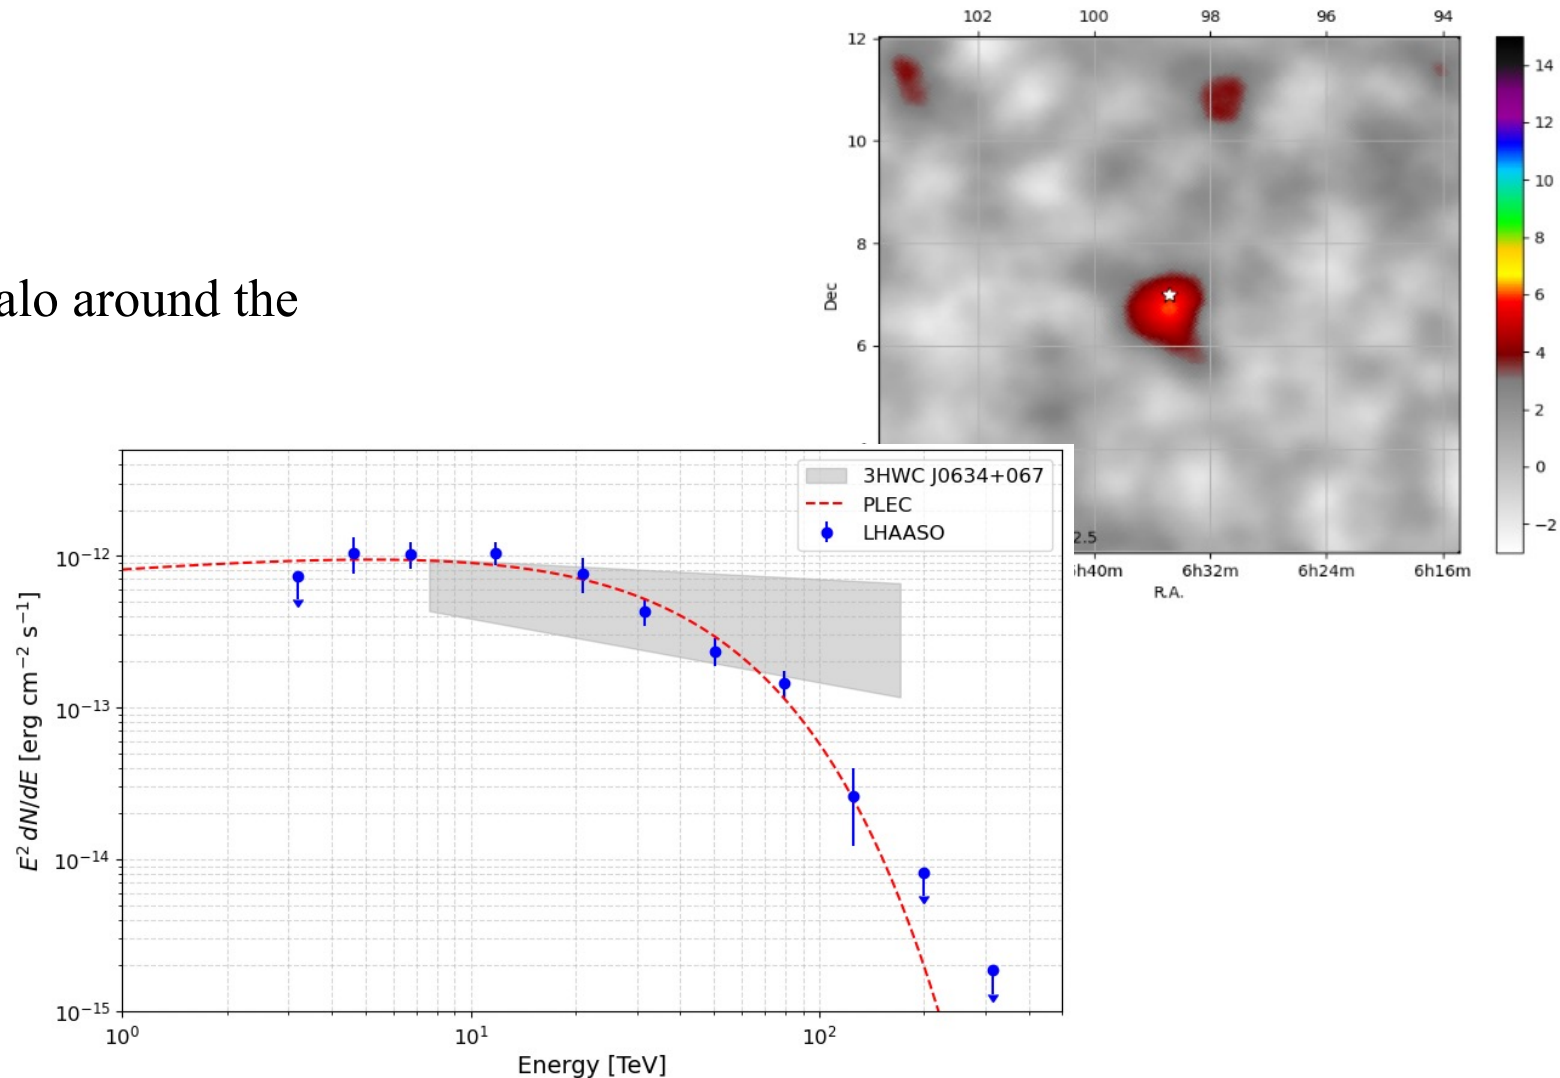 102 100 98 96 94
12
10
8
6
Dec
14
12
10
8
6
4
2
0
−2
alo around the
2.5
6h40m 6h32m 6h24m 6h16m
R.A.
3HWC J0634+067
PLEC
LHAASO
10⁻¹²
10⁻¹³
10⁻¹⁴
10⁻¹⁵
E² dN/dE [erg cm⁻² s⁻¹]
10⁰ 10¹ 10²
Energy [TeV]